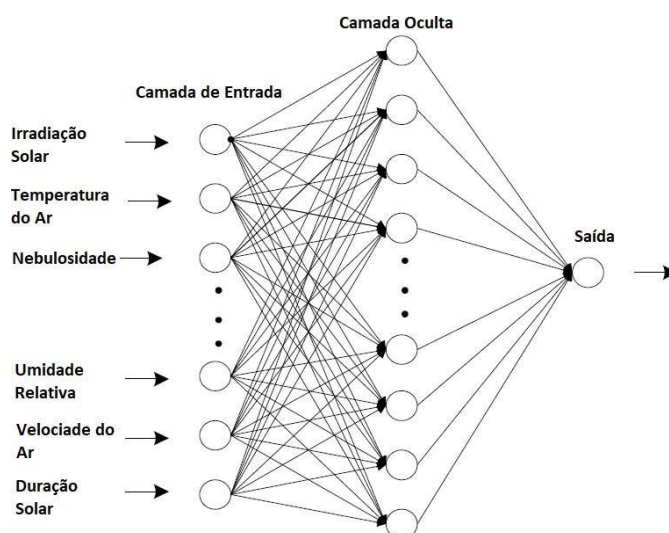 Camada Oculta
Camada de Entrada
Irradiação
Solar
Temperatura
do Ar
Nebulosidade
Saída
Umidade
Relativa
Velociade do
Ar
Duração
Solar